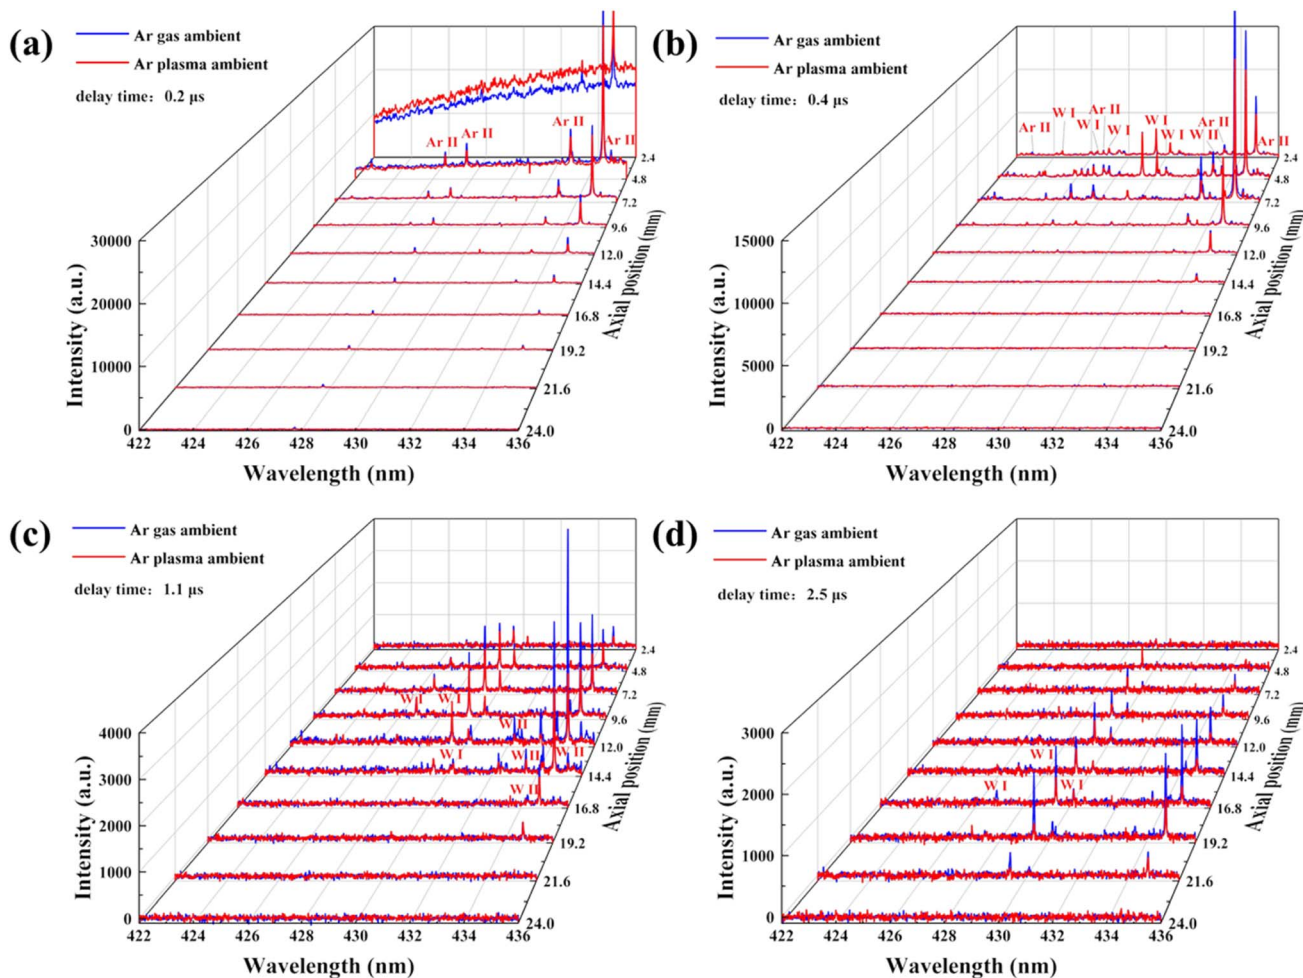 (a)
Ar gas ambient
Ar plasma ambient
delay time: 0.2 μs
Ar II Ar II Ar II Ar II
30000
20000
10000
0
Intensity (a.u.)
422 424 426 428 430 432 434 436
Wavelength (nm)
2.4
4.8
7.2
9.6
12.0
14.4
16.8
19.2
21.6
24.0
Axial position (mm)
(b)
Ar gas ambient
Ar plasma ambient
delay time: 0.4 μs
Ar II W I W I Ar II W I W I W I W II Ar II Ar II
15000
10000
5000
0
Intensity (a.u.)
422 424 426 428 430 432 434 436
Wavelength (nm)
2.4
4.8
7.2
9.6
12.0
14.4
16.8
19.2
21.6
24.0
Axial position (mm)
(c)
Ar gas ambient
Ar plasma ambient
delay time: 1.1 μs
W I W I
W II
W I W II W II
W II
4000
3000
2000
1000
0
Intensity (a.u.)
422 424 426 428 430 432 434 436
Wavelength (nm)
2.4
4.8
7.2
9.6
12.0
14.4
16.8
19.2
21.6
24.0
Axial position (mm)
(d)
Ar gas ambient
Ar plasma ambient
delay time: 2.5 μs
W I
W I W I
3000
2000
1000
0
Intensity (a.u.)
422 424 426 428 430 432 434 436
Wavelength (nm)
2.4
4.8
7.2
9.6
12.0
14.4
16.8
19.2
21.6
24.0
Axial position (mm)